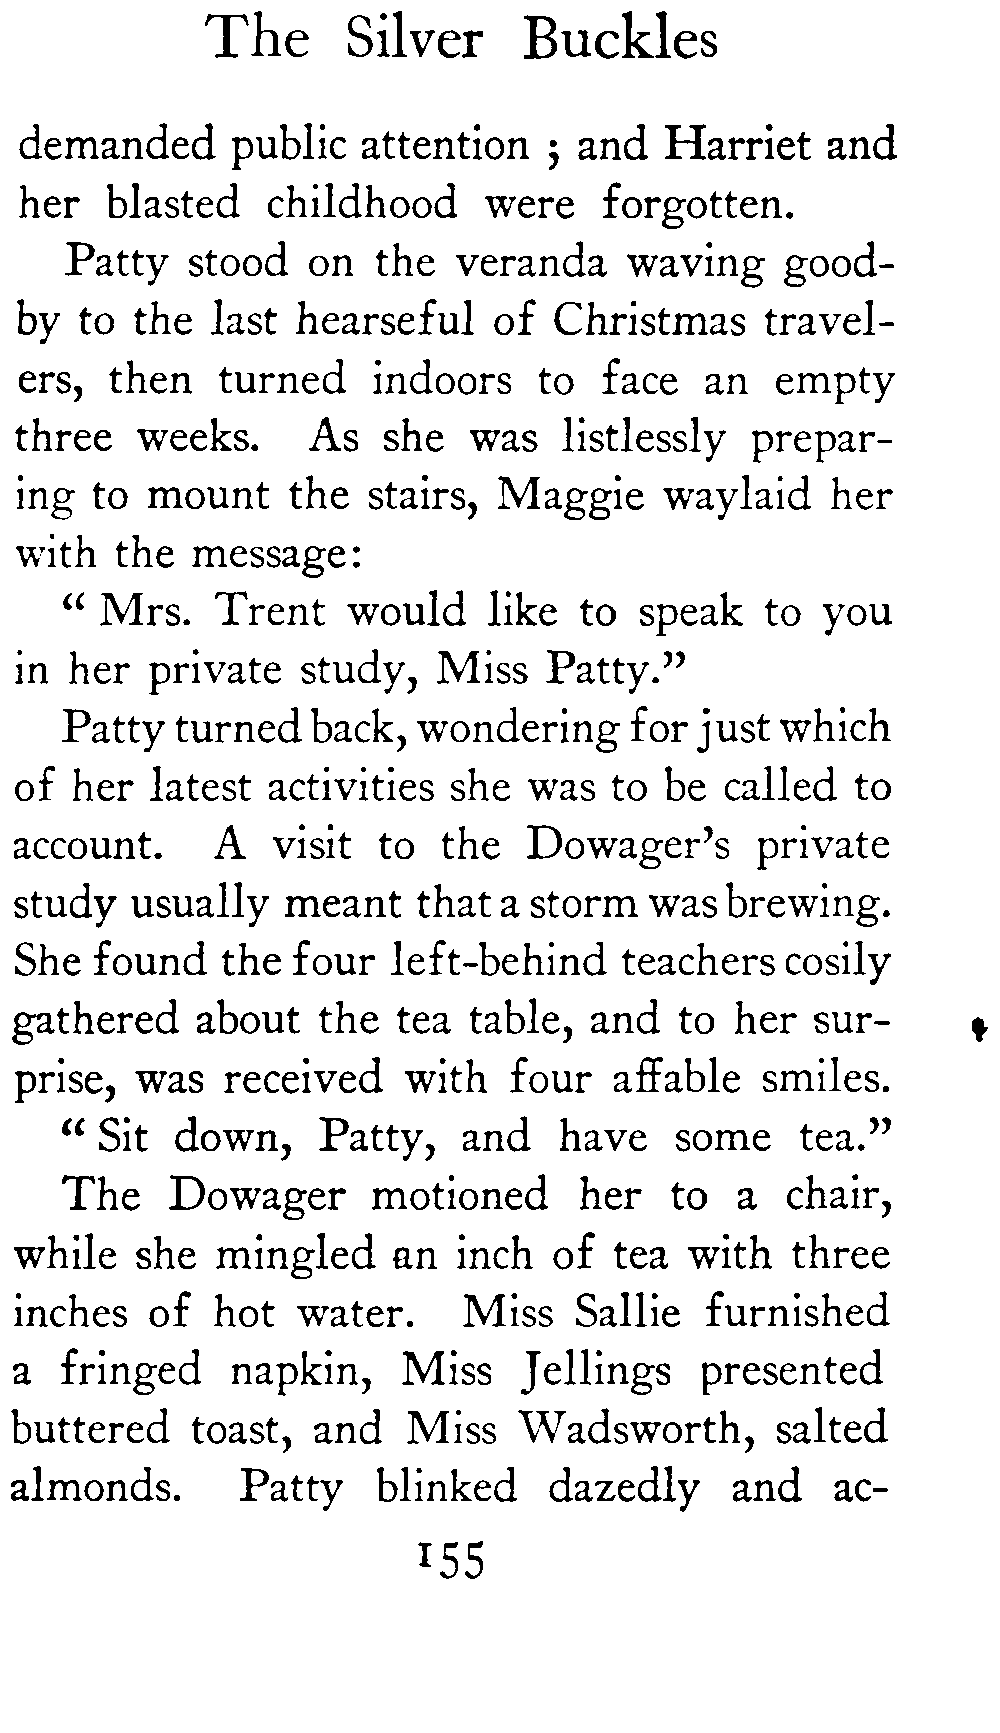 The Silver Buckles
demanded public attention ; and Harriet and
her blasted childhood were forgotten.
Patty stood on the veranda waving good-
by to the last hearseful of Christmas travel-
ers, then turned indoors to face an empty
three weeks. As she was listlessly prepar-
ing to mount the stairs, Maggie waylaid her
with the message:
“ Mrs. Trent would like to speak to you
in her private study, Miss Patty.”
Patty turned back, wondering for just which
of her latest activities she was to be called to
account. A visit to the Dowager’s private
study usually meant that a storm was brewing.
She found the four left-behind teachers cosily
gathered about the tea table, and to her sur-
prise, was received with four affable smiles.
“ Sit down, Patty, and have some tea.”
The Dowager motioned her to a chair,
while she mingled an inch of tea with three
inches of hot water. Miss Sallie furnished
a fringed napkin, Miss Jellings presented
buttered toast, and Miss Wadsworth, salted
almonds. Patty blinked dazedly and ac-
155